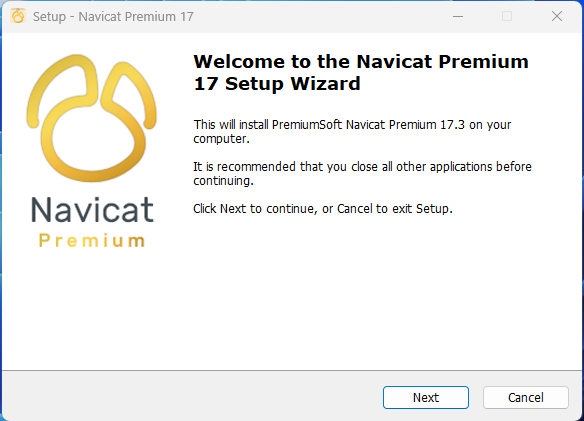 Setup - Navicat Premium 17
Navicat
Premium
Welcome to the Navicat Premium
17 Setup Wizard
This will install PremiumSoft Navicat Premium 17.3 on your
computer.
It is recommended that you close all other applications before
continuing.
Click Next to continue, or Cancel to exit Setup.
Next
Cancel